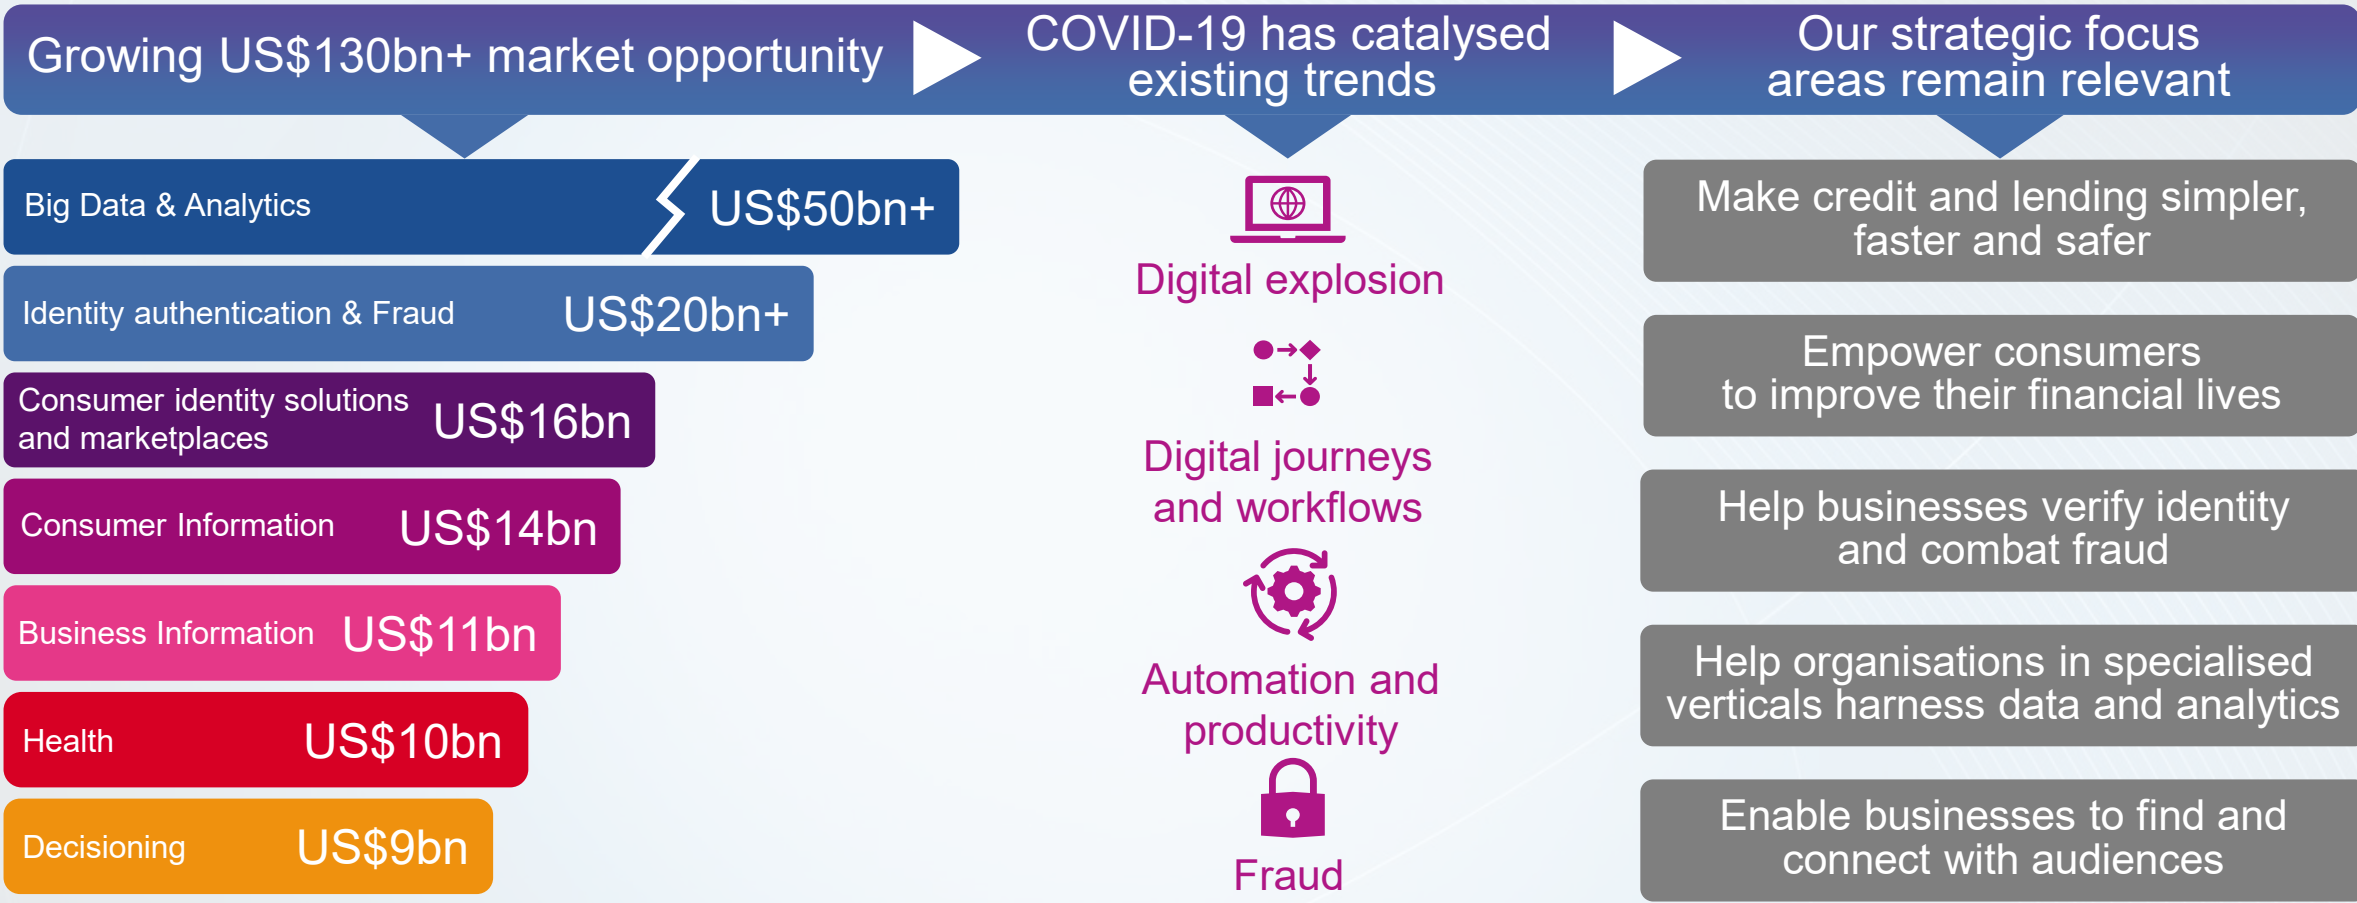 Growing US$130bn+ market opportunity
COVID-19 has catalysed
existing trends
Our strategic focus
areas remain relevant
Big Data & Analytics
US$50bn+
Identity authentication & Fraud
US$20bn+
Consumer identity solutions
and marketplaces
US$16bn
Consumer Information
US$14bn
Business Information
US$11bn
Health
US$10bn
Decisioning
US$9bn
Digital explosion
Digital journeys
and workflows
Automation and
productivity
Fraud
Make credit and lending simpler,
faster and safer
Empower consumers
to improve their financial lives
Help businesses verify identity
and combat fraud
Help organisations in specialised
verticals harness data and analytics
Enable businesses to find and
connect with audiences